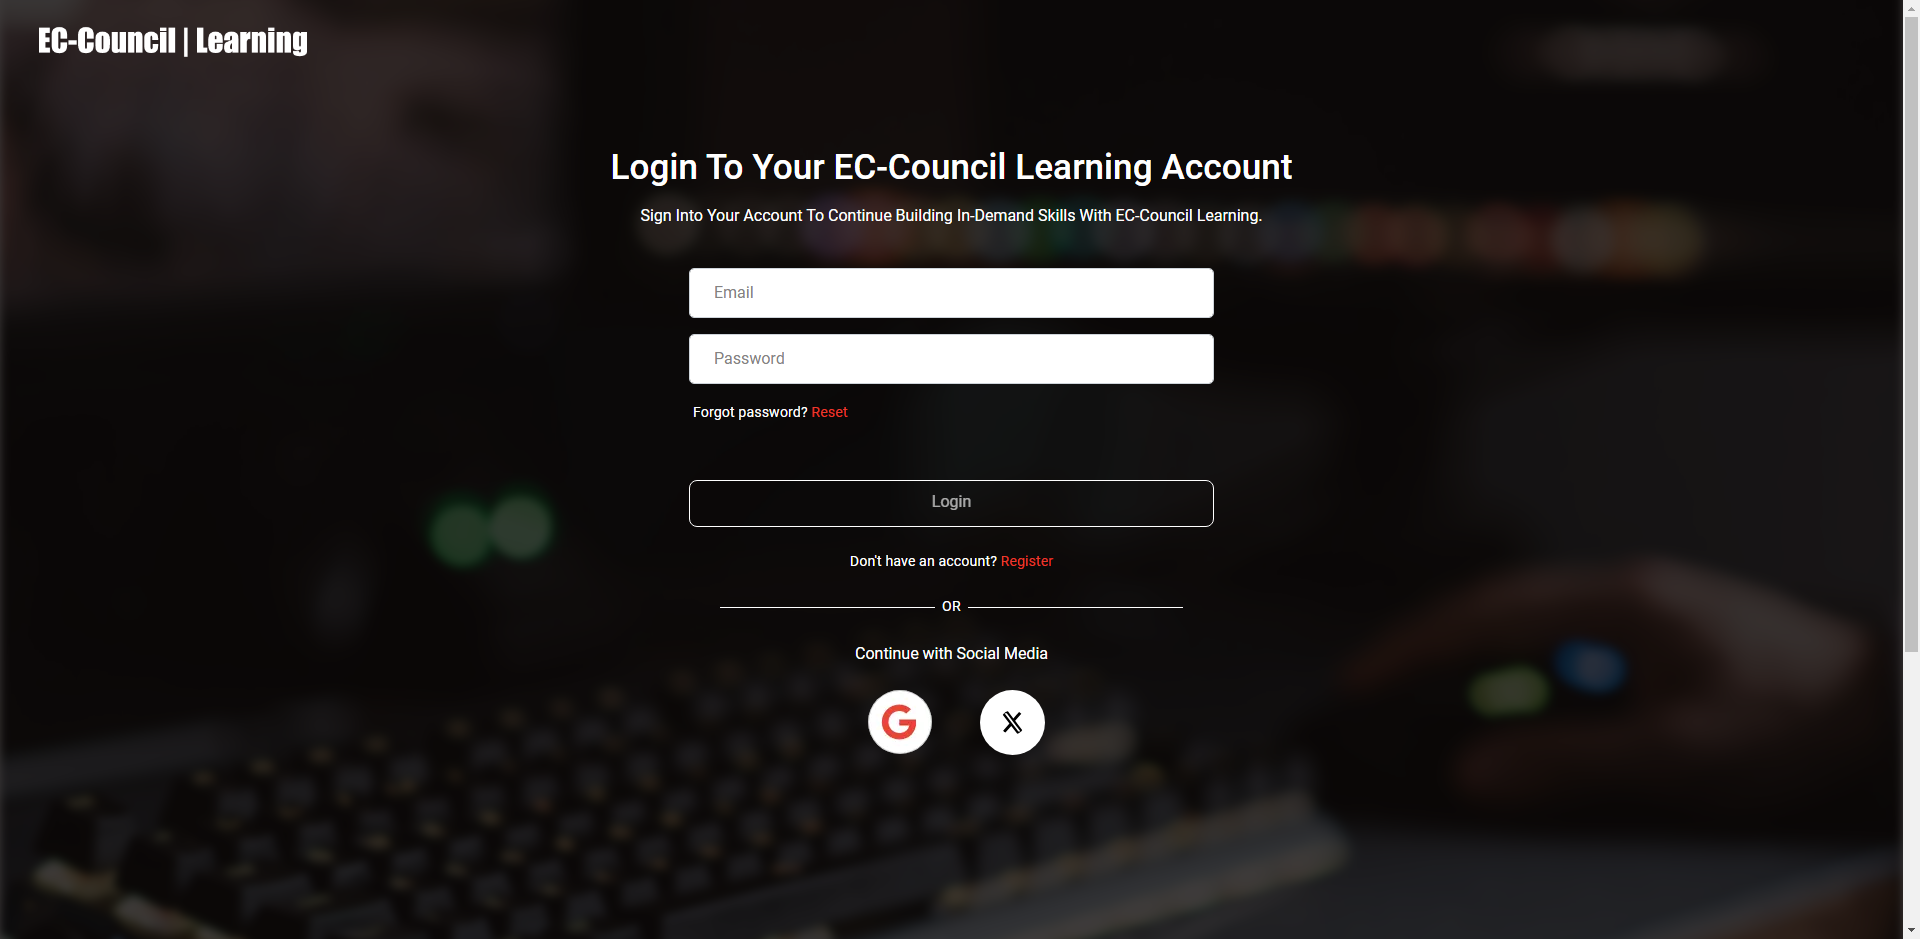 EC-Council | Learning
Login To Your EC-Council Learning Account
Sign Into Your Account To Continue Building In-Demand Skills With EC-Council Learning.
Email
Password
Forgot password? Reset
Login
Don't have an account? Register
OR
Continue with Social Media
G
X